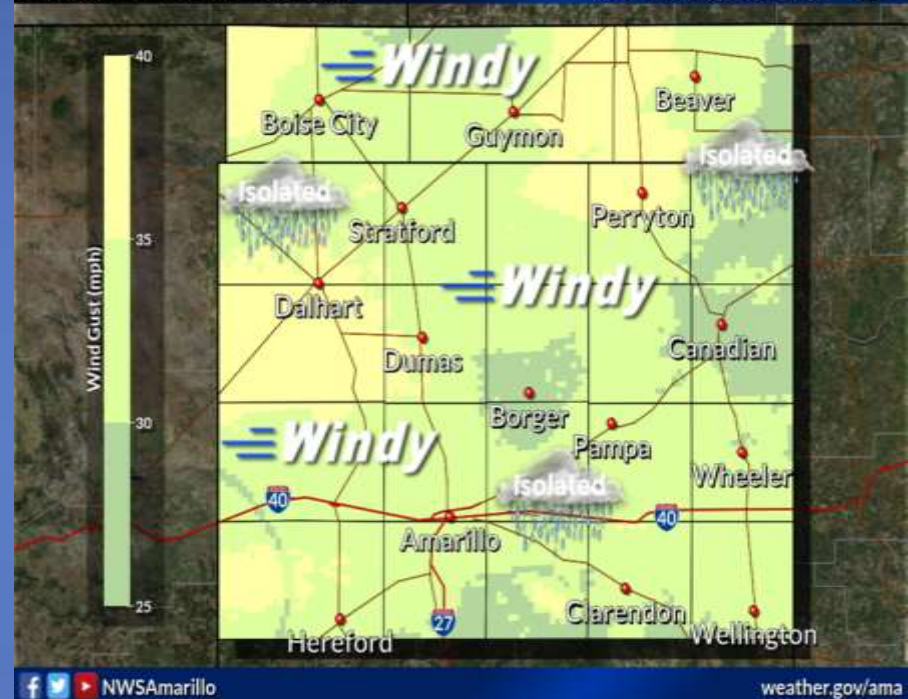 40
Windy
Boise City
Guymon
Beaver
Isolated
Isolated
35
Stratford
Perryton
Wind Gust (mph)
Windy
Dalhart
Dumas
Canadian
Borger
30
Windy
Pampa
Wheeler
Isolated
40
40
Amarillo
25
27
Clarendon
Hereford
Wellington
NWSAmarillo
weather.gov/ama